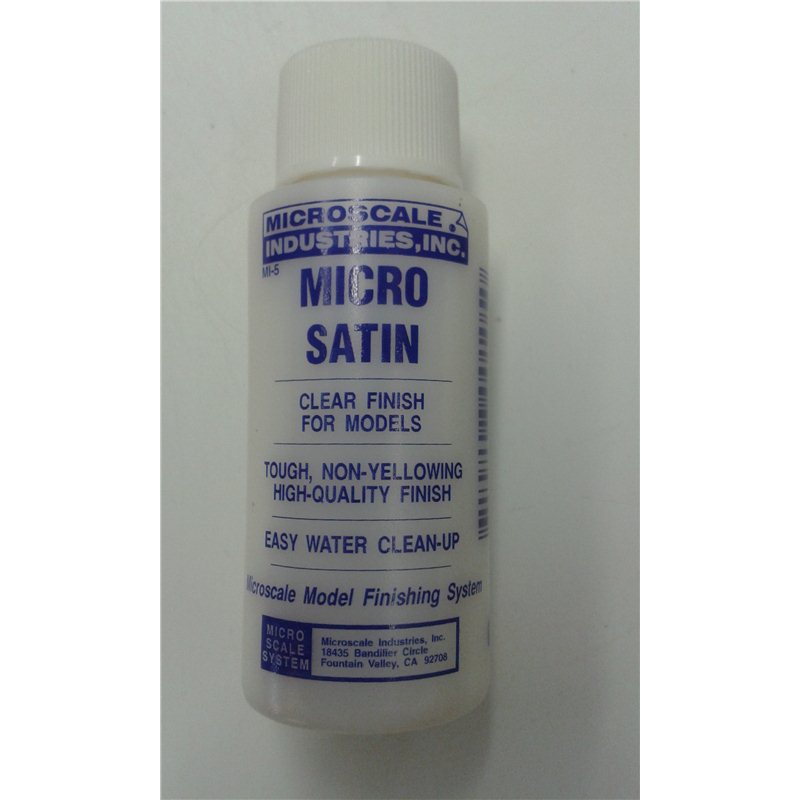 MICROSCALE
INDUSTRIES, INC.
MI-5
MICRO
SATIN
CLEAR FINISH
FOR MODELS
TOUGH, NON-YELLOWING
HIGH-QUALITY FINISH
EASY WATER CLEAN-UP
Microscale Model Finishing System
MICRO
SCALE
SYSTEM
Microscale Industries, Inc.
18435 Bandilier Circle
Fountain Valley, CA 92708